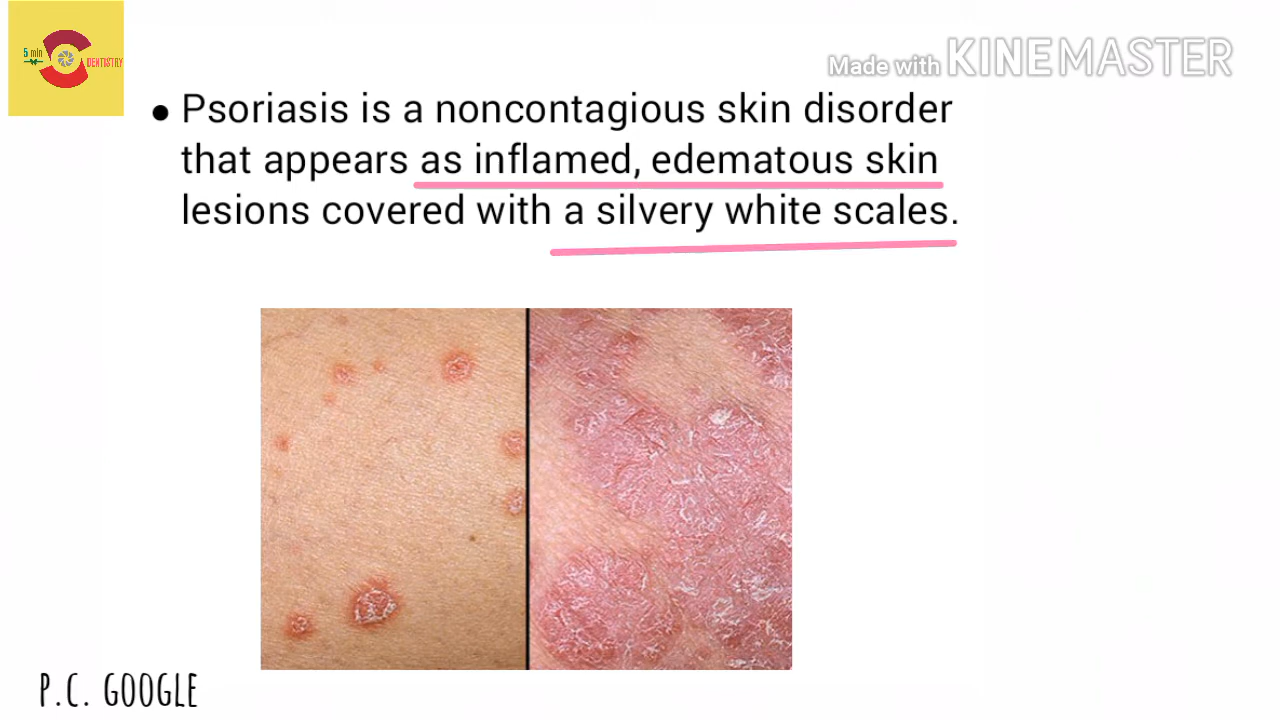 5 min
DENTISTRY
Made with KINEMASTER
• Psoriasis is a noncontagious skin disorder
that appears as inflamed, edematous skin
lesions covered with a silvery white scales.
P.C. GOOGLE